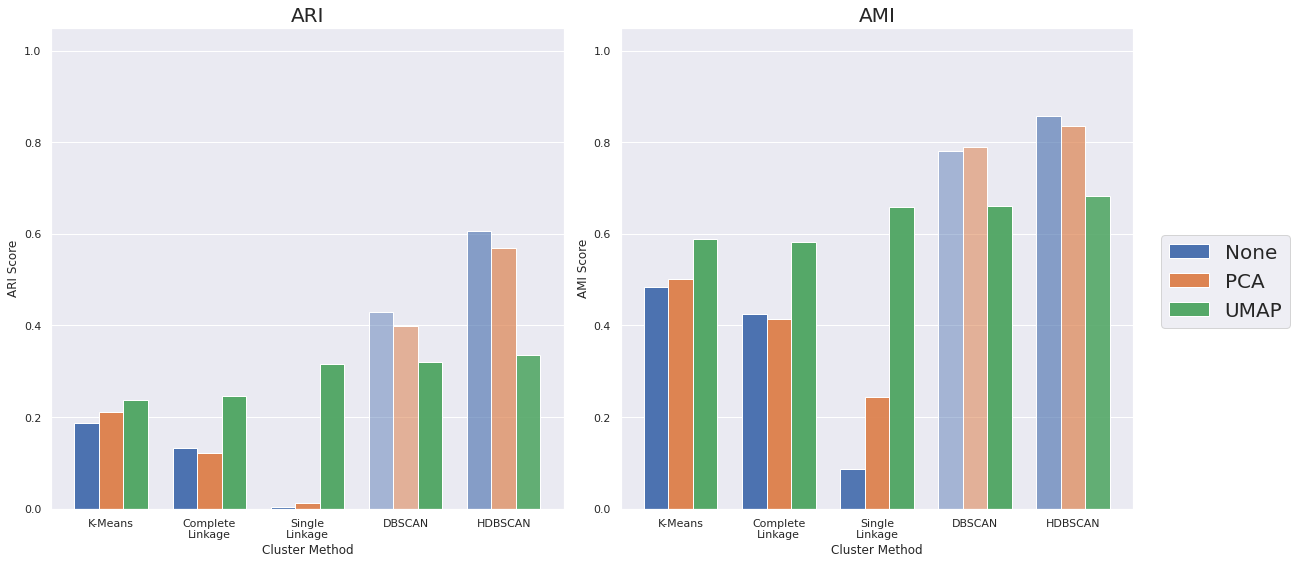 ARI
1.0
0.8
0.6
0.4
0.2
0.0
ARI Score
K-Means
Complete
Linkage
Single
Linkage
DBSCAN
HDBSCAN
Cluster Method
AMI
1.0
0.8
0.6
0.4
0.2
0.0
AMI Score
K-Means
Complete
Linkage
Single
Linkage
DBSCAN
HDBSCAN
Cluster Method
None
PCA
UMAP